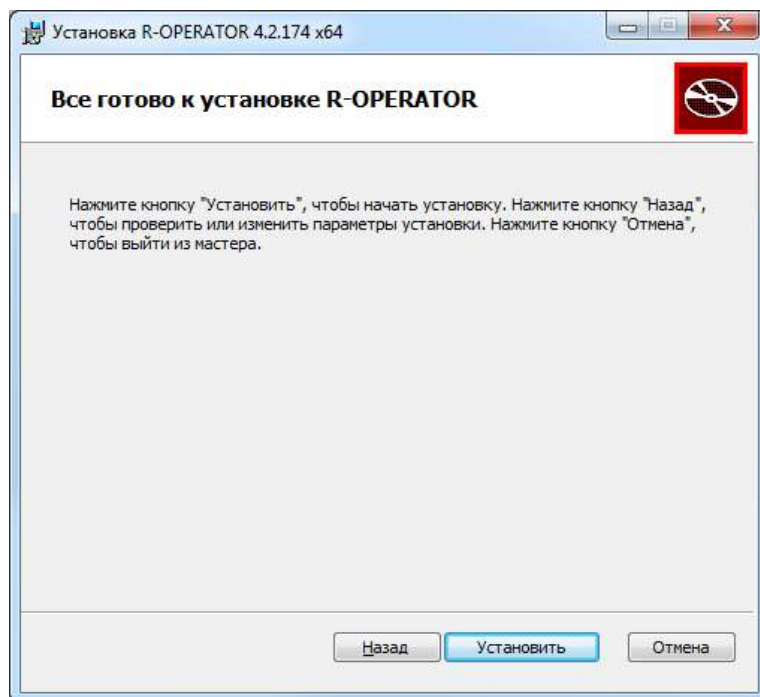 Установка R-OPERATOR 4.2.174 x64
Все готово к установке R-OPERATOR
Нажмите кнопку "Установить", чтобы начать установку. Нажмите кнопку "Назад",
чтобы проверить или изменить параметры установки. Нажмите кнопку "Отмена",
чтобы выйти из мастера.
Назад
Установить
Отмена